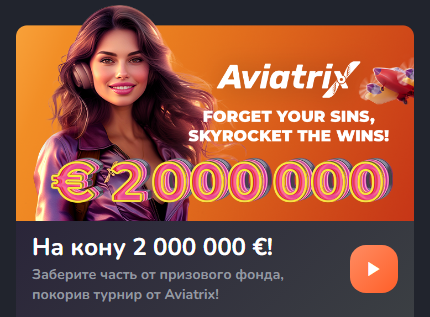 Aviatrix
FORGET YOUR SINS,
SKYROCKET THE WINS!
€ 2 000 000
На кону 2 000 000 €!
Заберите часть от призового фонда,
покорив турнир от Aviatrix!